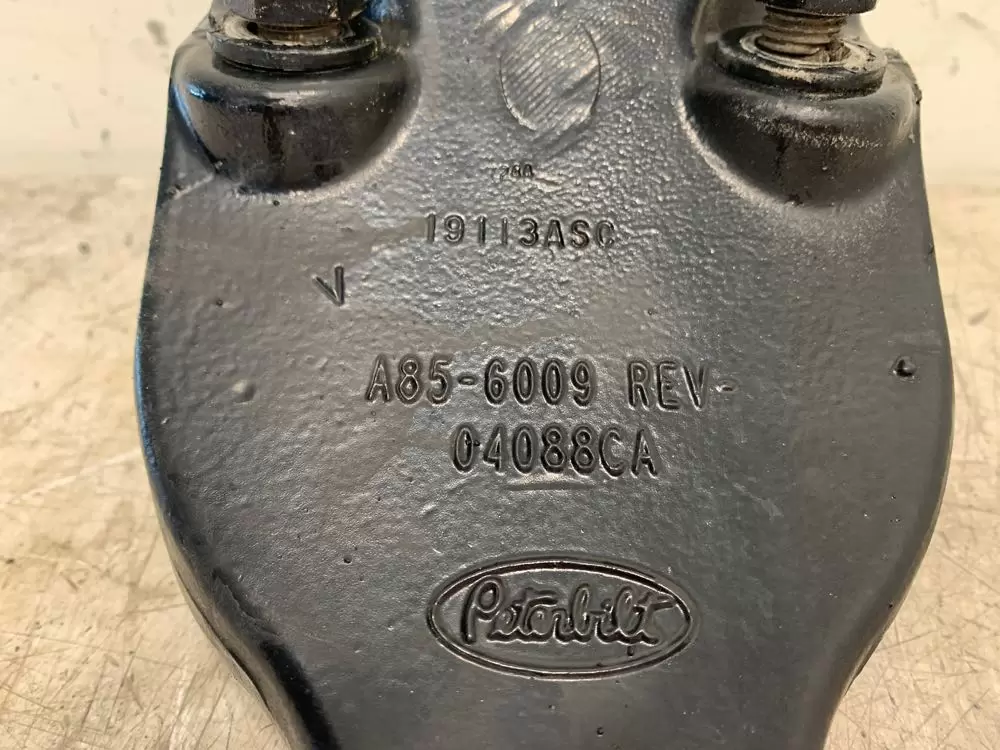 19113ASC
V
A85-6009 REV-
04088CA
Peterbilt